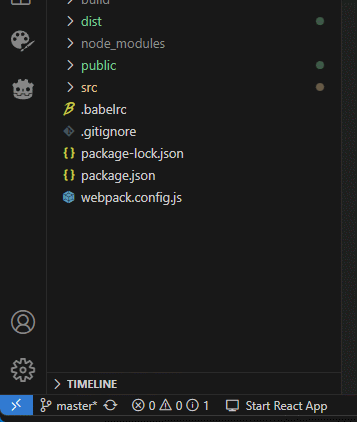 build
dist
node_modules
public
src
.babelrc
.gitignore
{ } package-lock.json
{ } package.json
webpack.config.js
TIMELINE
master* 0 0 1 Start React App